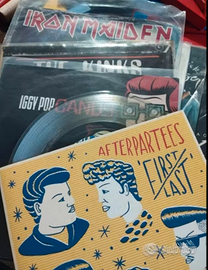 IRON MAIDEN
THE KINKS
IGGY POP
AFTERPARTEES
'FIRST/
LAST'